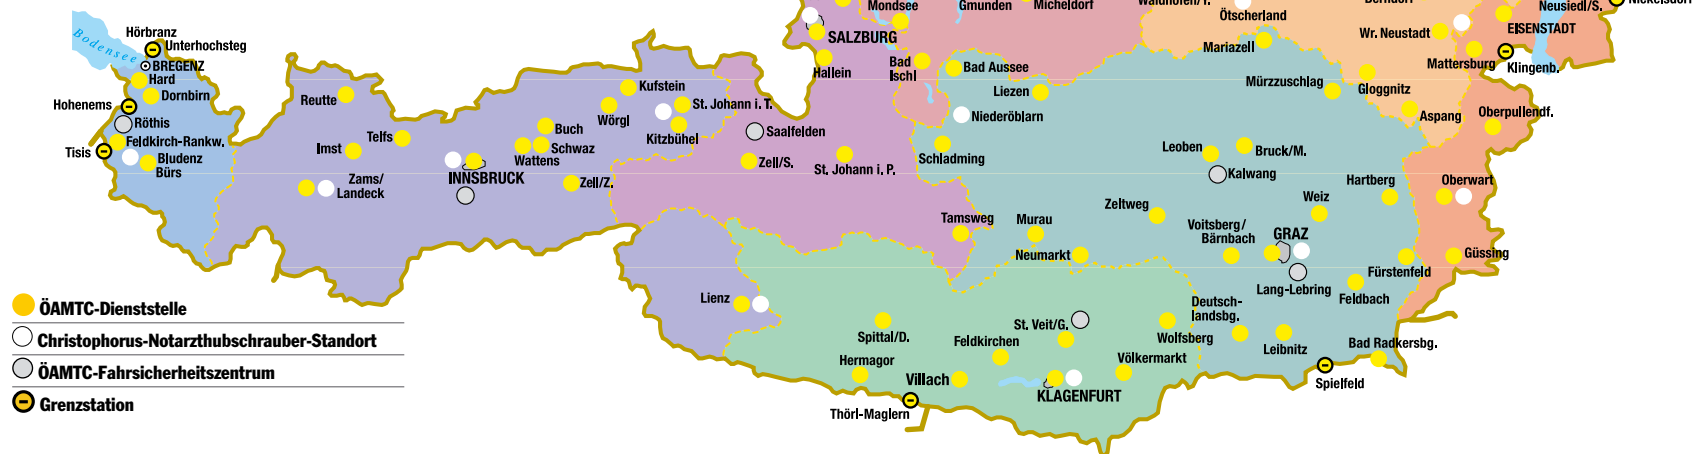 Mondsee
Gmunden
Micheldorf
Ötscherland
Neusiedl/S.
Nickelsdorf
SALZBURG
Mariazell
Wr. Neustadt
EISENSTADT
Hörbranz
Unterhochsteg
Bodensee
BREGENZ
Hard
Dornbirn
Hohenems
Röthis
Feldkirch-Rankw.
Tisis
Bludenz
Bürs
Reutte
Telfs
Imst
Zams/
Landeck
INNSBRUCK
Buch
Schwaz
Wattens
Zell/Z.
Kufstein
Wörgl
St. Johann i. T.
Kitzbühel
Saalfelden
Zell/S.
St. Johann i. P.
Hallein
Bad
Ischl
Bad Aussee
Liezen
Niederöblarn
Schladming
Tamsweg
Murau
Neumarkt
Zeltweg
Leoben
Bruck/M.
Kalwang
Mürzzuschlag
Gloggnitz
Aspang
Mattersburg
Klingenb.
Oberpullendf.
Hartberg
Oberwart
Weiz
Voitsberg/
Bärnbach
GRAZ
Lang-Lebring
Fürstenfeld
Güssing
Feldbach
Deutsch-
landsbg.
Leibnitz
Bad Radkersbg.
Spielfeld
Lienz
Spittal/D.
Hermagor
Thörl-Maglern
Villach
Feldkirchen
St. Veit/G.
KLAGENFURT
Völkermarkt
Wolfsberg
ÖAMTC-Dienststelle
Christophorus-Notarzthubschrauber-Standort
ÖAMTC-Fahrsicherheitszentrum
Grenzstation